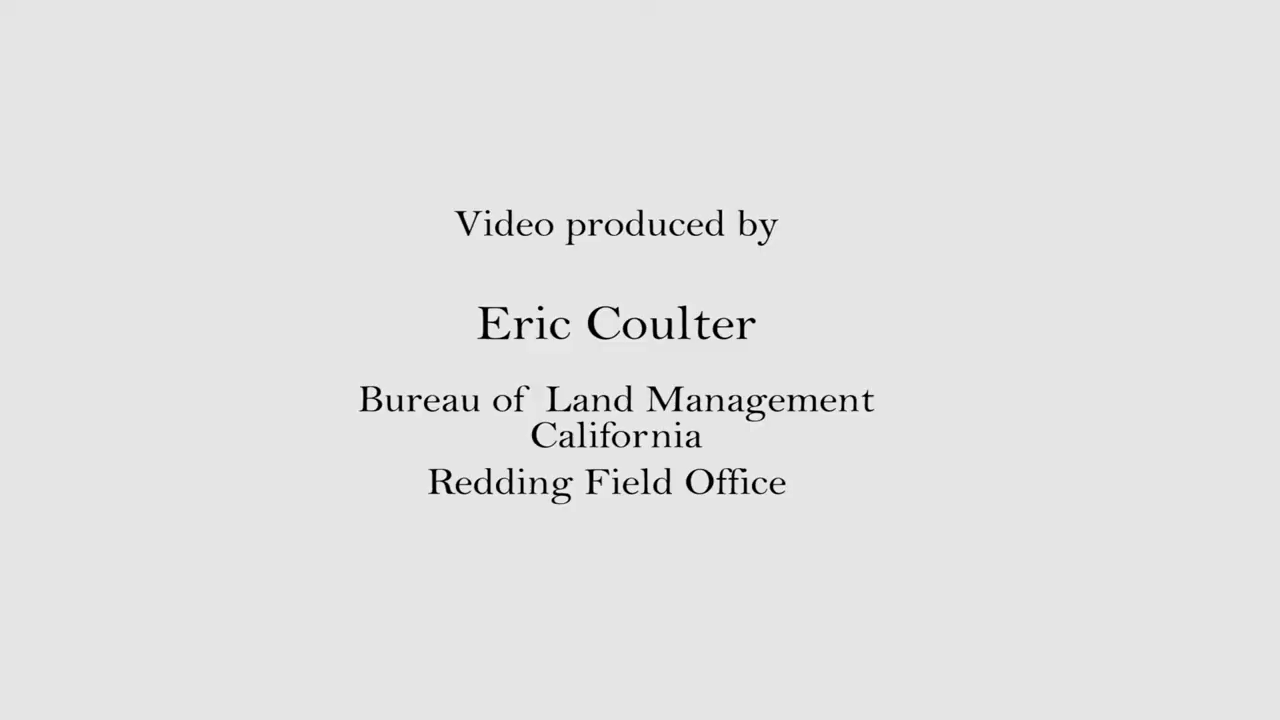 Video produced by
Eric Coulter
Bureau of Land Management
California
Redding Field Office